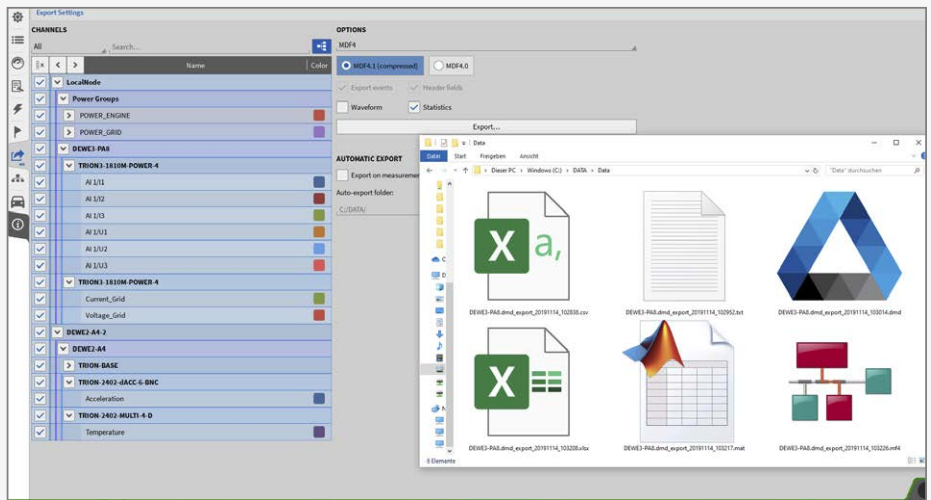 Export Settings
CHANNELS
All
Search...
Name
Color
LocalNode
Power Groups
POWER_ENGINE
POWER_GRID
DEWE3-PA8
TRION3-1810M-POWER-4
AI 1/I1
AI 1/I2
AI 1/I3
AI 1/U1
AI 1/U2
AI 1/U3
TRION3-1810M-POWER-4
Current_Grid
Voltage_Grid
DEWE2-A4-2
DEWE2-A4
TRION-BASE
TRION-2402-dACC-6-BNC
Acceleration
TRION-2402-MULTI-4-D
Temperature
OPTIONS
MDF4
MDF4.1 (compressed)
MDF4.0
Export events
Header fields
Waveform
Statistics
Export...
AUTOMATIC EXPORT
Export on measuremen
Auto-export folder:
C:/DATA/
Data
Datei
Start
Freigeben
Ansicht
Dieser PC > Windows (C:) > DATA > Data
"Data" durchsuchen
X a,
DEWE3-PA8.dmd_export_20191114_102838.csv
DEWE3-PA8.dmd_export_20191114_102952.txt
DEWE3-PA8.dmd_export_20191114_103014.dmd
X
DEWE3-PA8.dmd_export_20191114_103208.xlsx
DEWE3-PA8.dmd_export_20191114_103217.mat
DEWE3-PA8.dmd_export_20191114_103226.mf4
6 Elemente